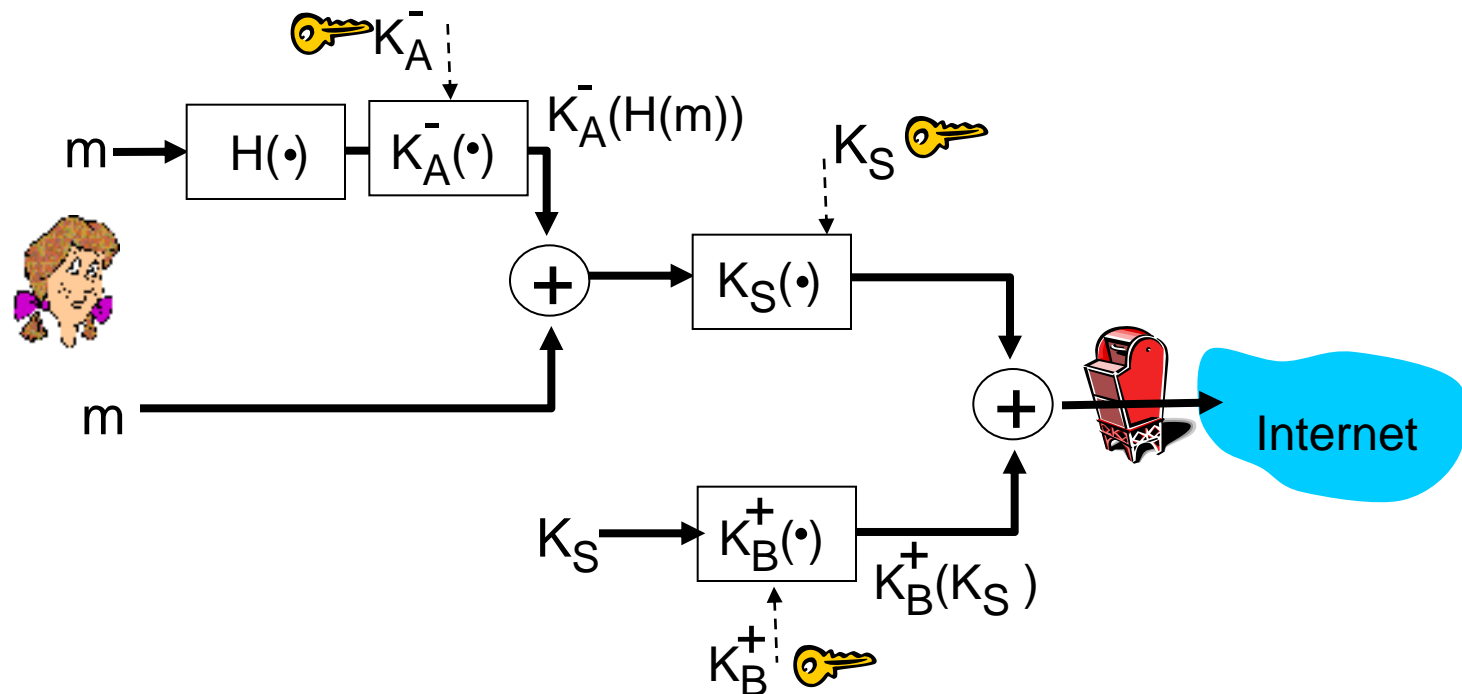 K_A^-
m
H(•)
K_A^-(•)
K_A^-(H(m))
K_S
+
K_S(•)
m
+
Internet
K_S
K_B^+(•)
K_B^+(K_S )
K_B^+